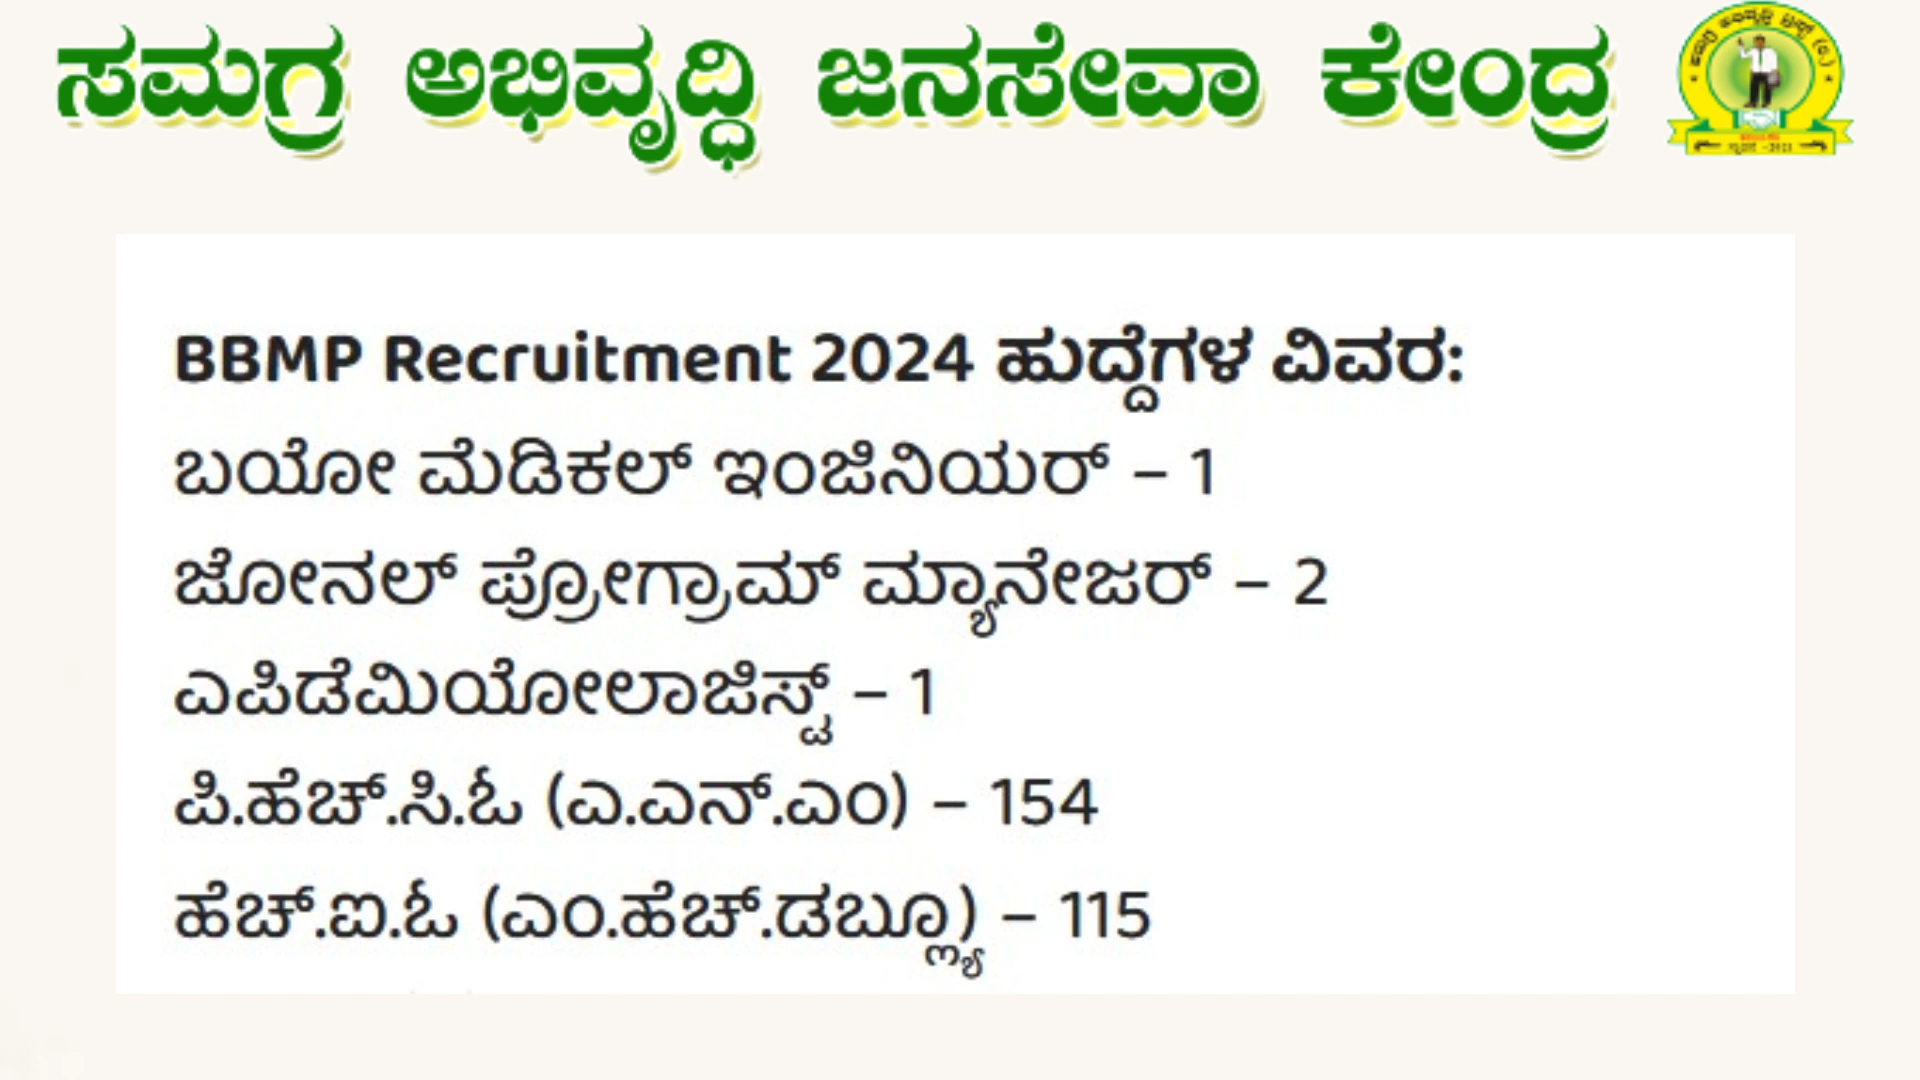 ಸಮಗ್ರ ಅಭಿವೃದ್ಧಿ ಜನಸೇವಾ ಕೇಂದ್ರ
BBMP Recruitment 2024 ಹುದ್ದೆಗಳ ವಿವರ:
ಬಯೋ ಮೆಡಿಕಲ್ ಇಂಜಿನಿಯರ್ – 1
ಜೋನಲ್ ಪ್ರೋಗ್ರಾಮ್ ಮ್ಯಾನೇಜರ್ – 2
ಎಪಿಡೆಮಿಯೋಲಾಜಿಸ್ಟ್ – 1
ಪಿ.ಹೆಚ್.ಸಿ.ಓ (ಎ.ಎನ್.ಎಂ) – 154
ಹೆಚ್.ಐ.ಓ (ಎಂ.ಹೆಚ್.ಡಬ್ಲ್ಯೂ) – 115